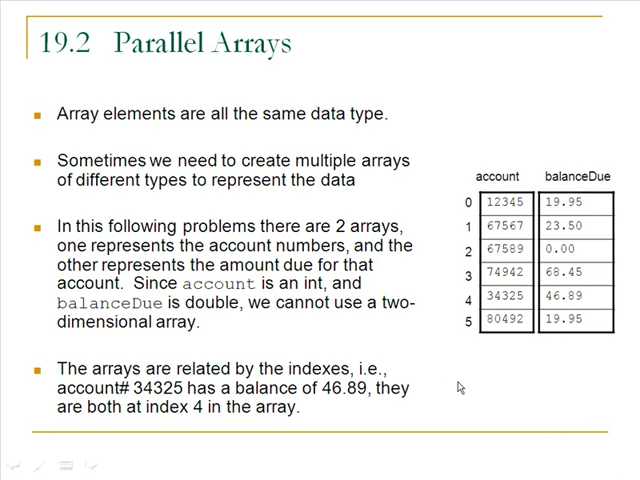 19.2 Parallel Arrays
Array elements are all the same data type.
Sometimes we need to create multiple arrays
of different types to represent the data
In this following problems there are 2 arrays,
one represents the account numbers, and the
other represents the amount due for that
account. Since account is an int, and
balanceDue is double, we cannot use a two-
dimensional array.
The arrays are related by the indexes, i.e.,
account# 34325 has a balance of 46.89, they
are both at index 4 in the array.
account balanceDue
0 12345 19.95
1 67567 23.50
2 67589 0.00
3 74942 68.45
4 34325 46.89
5 80492 19.95